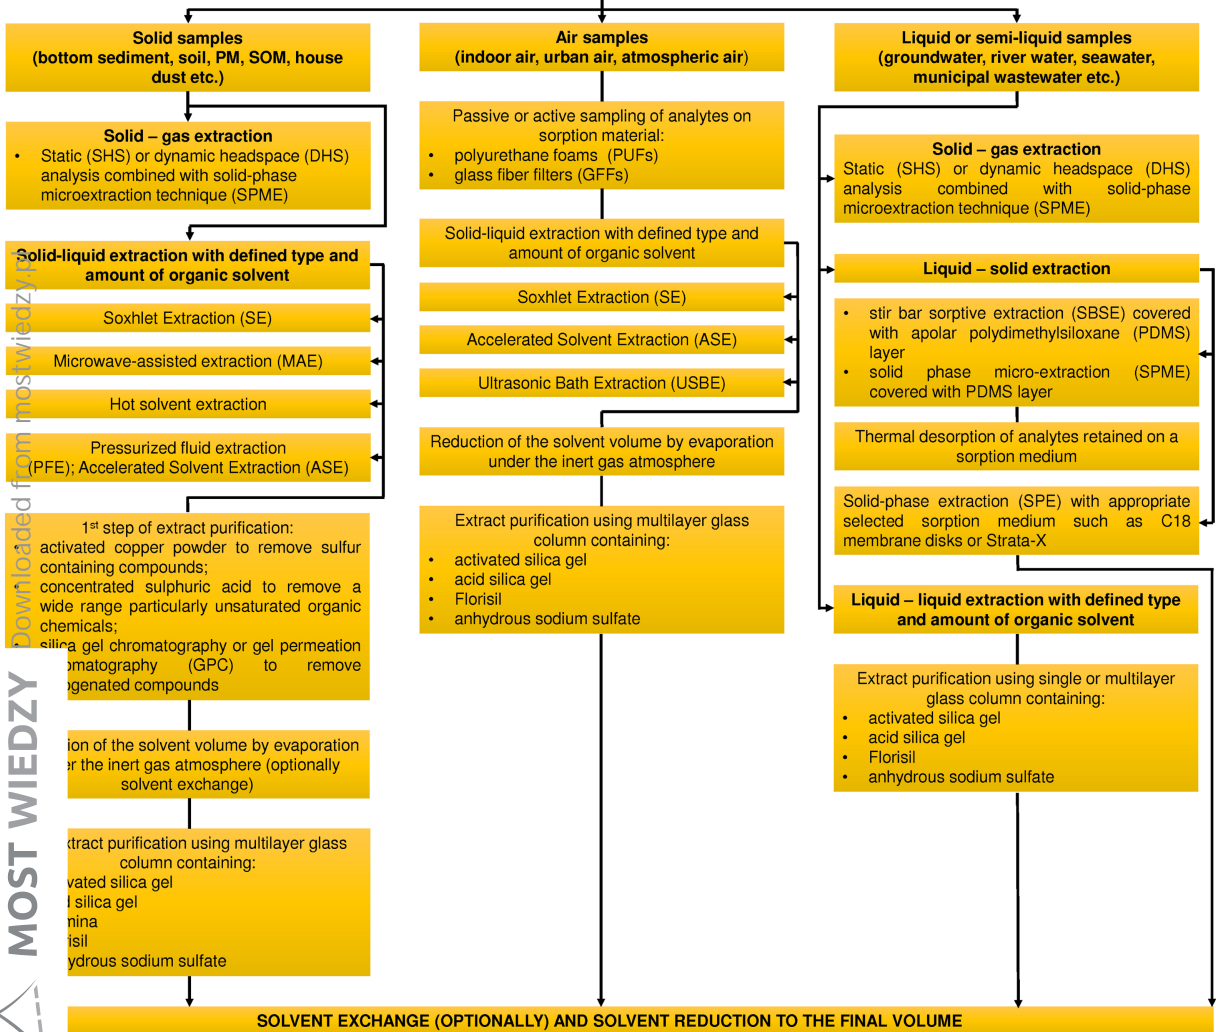 Solid samples
(bottom sediment, soil, PM, SOM, house
dust etc.)
Solid – gas extraction
• Static (SHS) or dynamic headspace (DHS)
analysis combined with solid-phase
microextraction technique (SPME)
Solid-liquid extraction with defined type and
amount of organic solvent
Soxhlet Extraction (SE)
Microwave-assisted extraction (MAE)
Hot solvent extraction
Pressurized fluid extraction
(PFE); Accelerated Solvent Extraction (ASE)
1st step of extract purification:
• activated copper powder to remove sulfur
containing compounds;
• concentrated sulphuric acid to remove a
wide range particularly unsaturated organic
chemicals;
• silica gel chromatography or gel permeation
omatography (GPC) to remove
ogenated compounds
ion of the solvent volume by evaporation
er the inert gas atmosphere (optionally
solvent exchange)
xtract purification using multilayer glass
column containing:
vated silica gel
d silica gel
mina
risil
ydrous sodium sulfate
Air samples
(indoor air, urban air, atmospheric air)
Passive or active sampling of analytes on
sorption material:
• polyurethane foams (PUFs)
• glass fiber filters (GFFs)
Solid-liquid extraction with defined type and
amount of organic solvent
Soxhlet Extraction (SE)
Accelerated Solvent Extraction (ASE)
Ultrasonic Bath Extraction (USBE)
Reduction of the solvent volume by evaporation
under the inert gas atmosphere
Extract purification using multilayer glass
column containing:
• activated silica gel
• acid silica gel
• Florisil
• anhydrous sodium sulfate
Liquid or semi-liquid samples
(groundwater, river water, seawater,
municipal wastewater etc.)
Solid – gas extraction
Static (SHS) or dynamic headspace (DHS)
analysis combined with solid-phase
microextraction technique (SPME)
Liquid – solid extraction
• stir bar sorptive extraction (SBSE) covered
with apolar polydimethylsiloxane (PDMS)
layer
• solid phase micro-extraction (SPME)
covered with PDMS layer
Thermal desorption of analytes retained on a
sorption medium
Solid-phase extraction (SPE) with appropriate
selected sorption medium such as C18
membrane disks or Strata-X
Liquid – liquid extraction with defined type
and amount of organic solvent
Extract purification using single or multilayer
glass column containing:
• activated silica gel
• acid silica gel
• Florisil
• anhydrous sodium sulfate
SOLVENT EXCHANGE (OPTIONALLY) AND SOLVENT REDUCTION TO THE FINAL VOLUME
Downloaded from mostwiedzy.pl
MOST WIEDZY